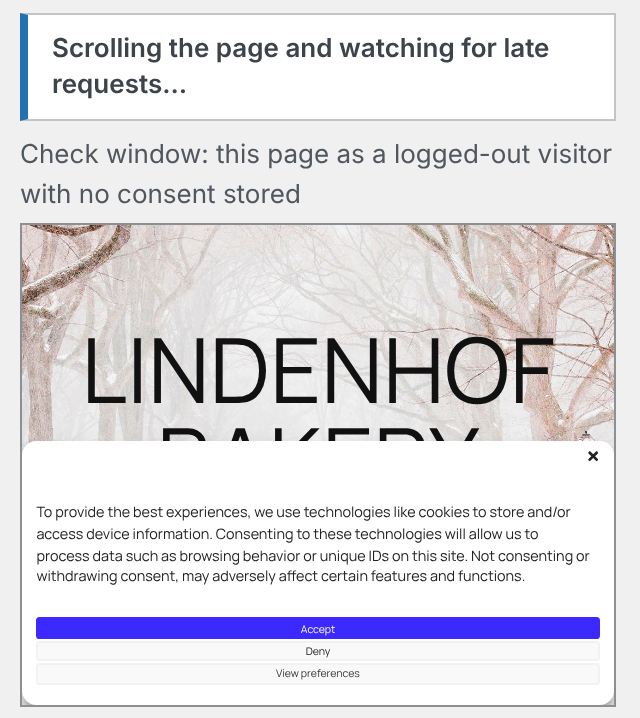 Scrolling the page and watching for late
requests...
Check window: this page as a logged-out visitor
with no consent stored
LINDENHOF
BAKERY
To provide the best experiences, we use technologies like cookies to store and/or
access device information. Consenting to these technologies will allow us to
process data such as browsing behavior or unique IDs on this site. Not consenting or
withdrawing consent, may adversely affect certain features and functions.
Accept
Deny
View preferences